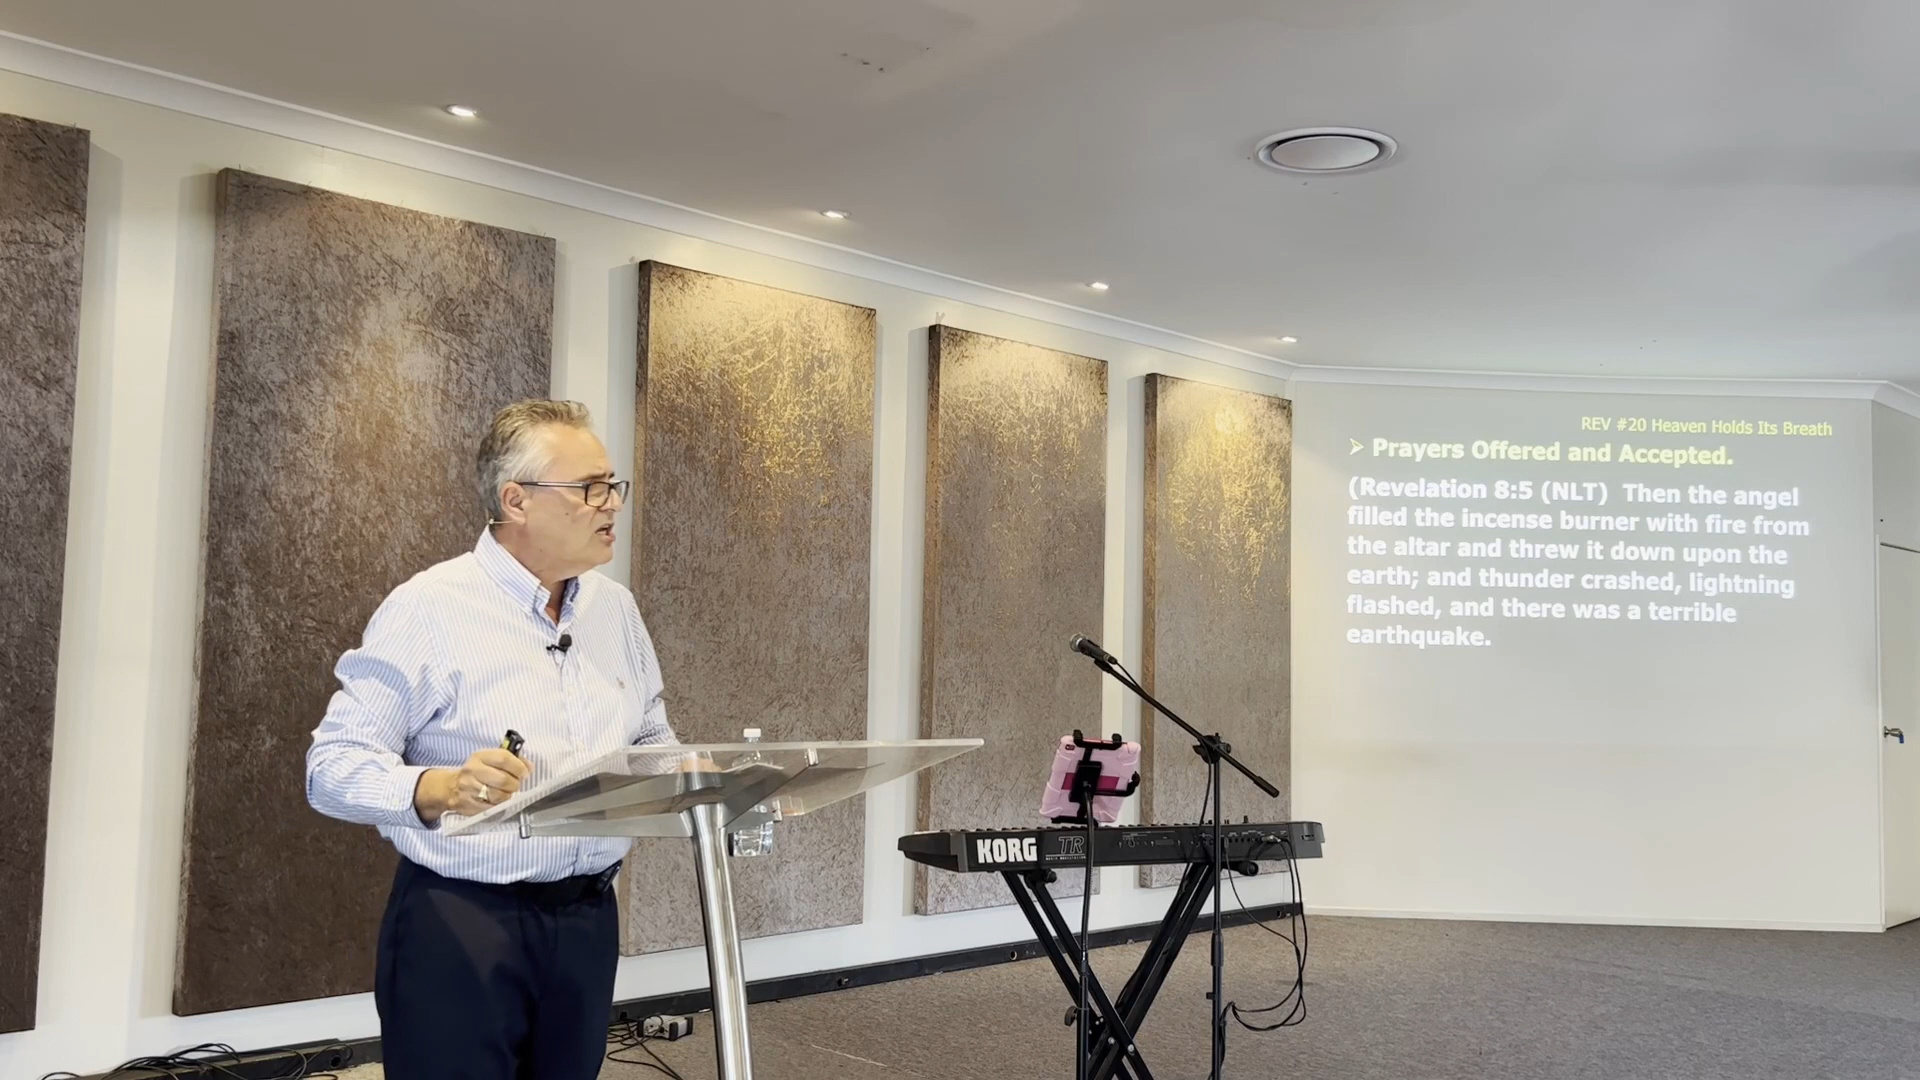 REV #20 Heaven Holds Its Breath
➢ Prayers Offered and Accepted.
(Revelation 8:5 (NLT) Then the angel
filled the incense burner with fire from
the altar and threw it down upon the
earth; and thunder crashed, lightning
flashed, and there was a terrible
earthquake.
KORG TR
MUSIC WORKSTATION